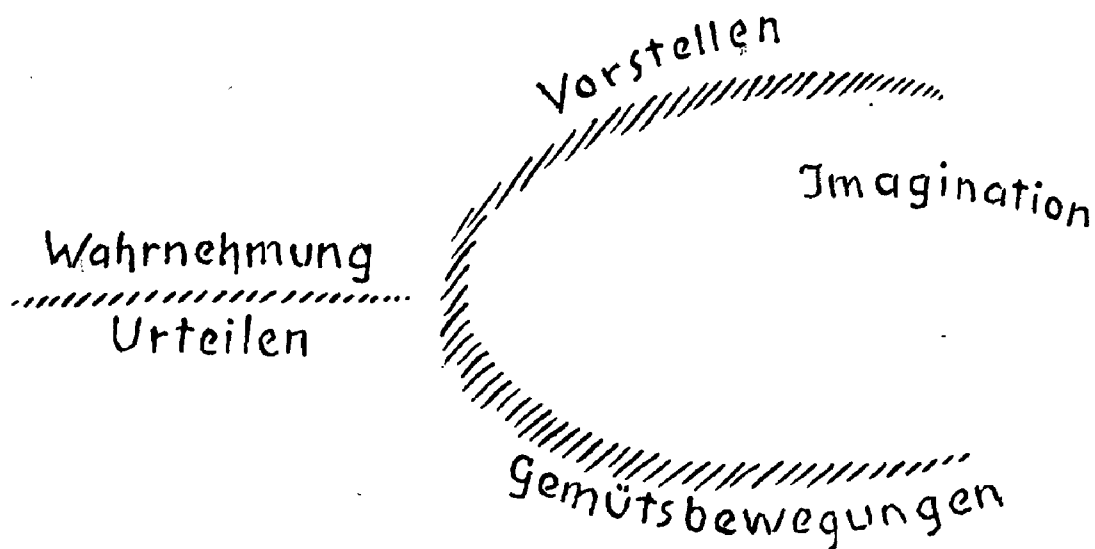 Vorstellen
Imagination
Wahrnehmung
Urteilen
Gemütsbewegungen